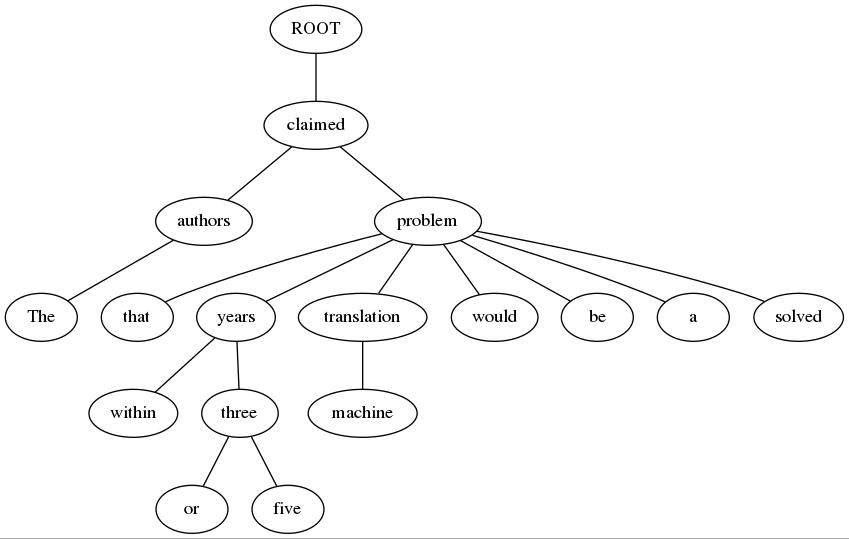 ROOT
claimed
authors problem
The that years translation would be a solved
within three machine
or five